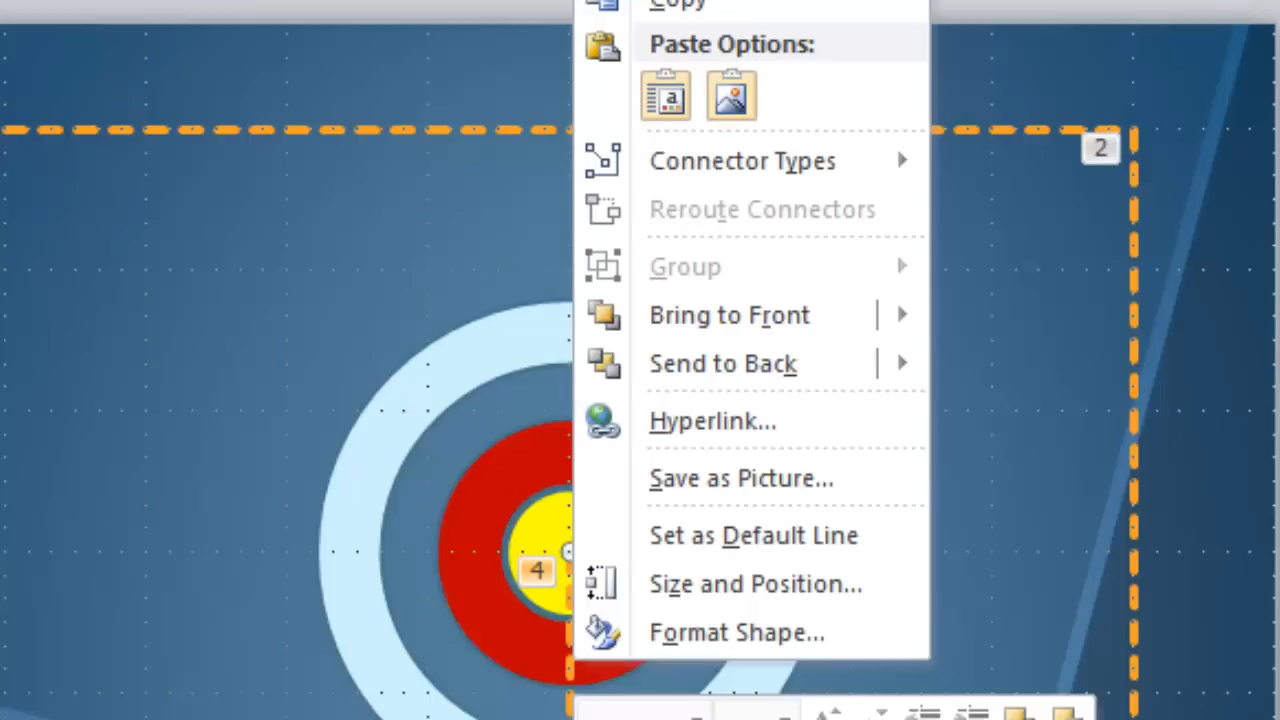 Copy
Paste Options:
2
Connector Types
Reroute Connectors
Group
Bring to Front
Send to Back
Hyperlink...
Save as Picture...
Set as Default Line
4
Size and Position...
Format Shape...